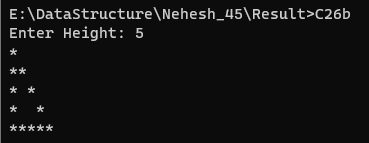 E:\DataStructure\Nehesh_45\Result>C26b
Enter Height: 5
*
**
* *
*  *
*****